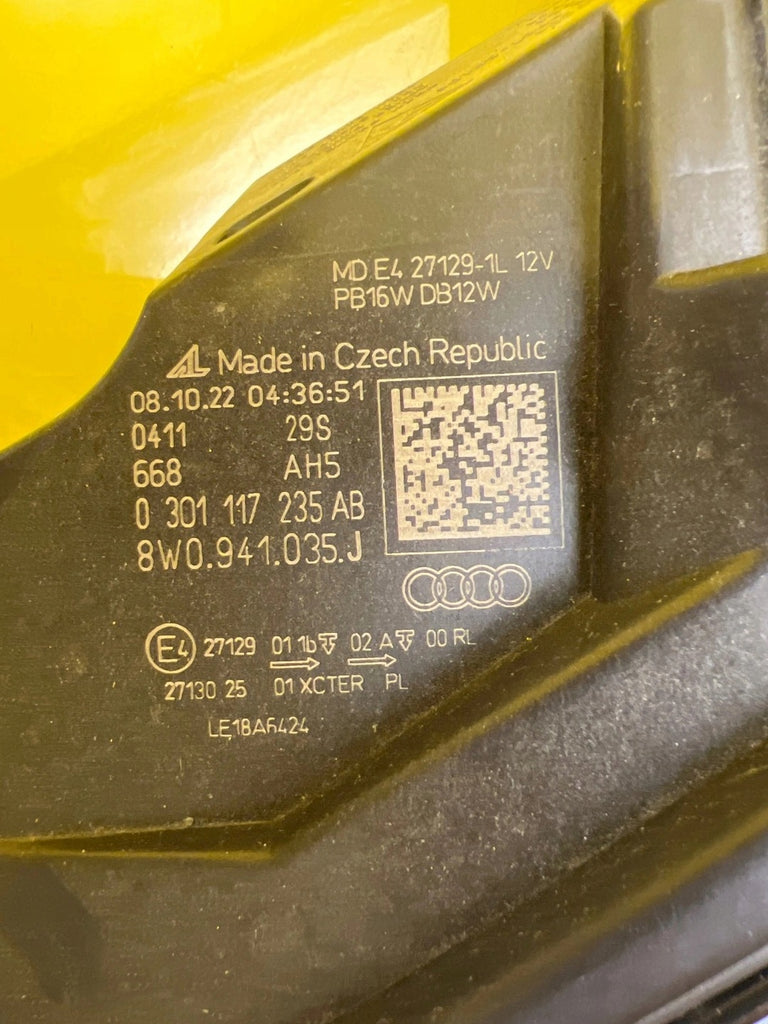 MD E4 27129-1L 12V
PB16W DB12W
AL Made in Czech Republic
08.10.22 04:36:51
0411 29S
668 AH5
0 301 117 235 AB
8W0.941.035.J
E4 27129 01 1b 02 A 00 RL
27130 25 01 XCTER PL
LE18A6424